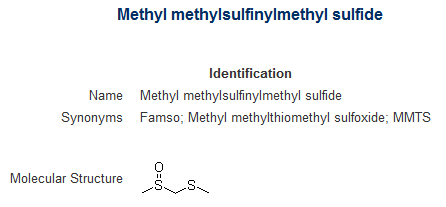 Methyl methylsulfinylmethyl sulfide
Identification
Name Methyl methylsulfinylmethyl sulfide
Synonyms Famso; Methyl methylthiomethyl sulfoxide; MMTS
Molecular Structure
O
S S